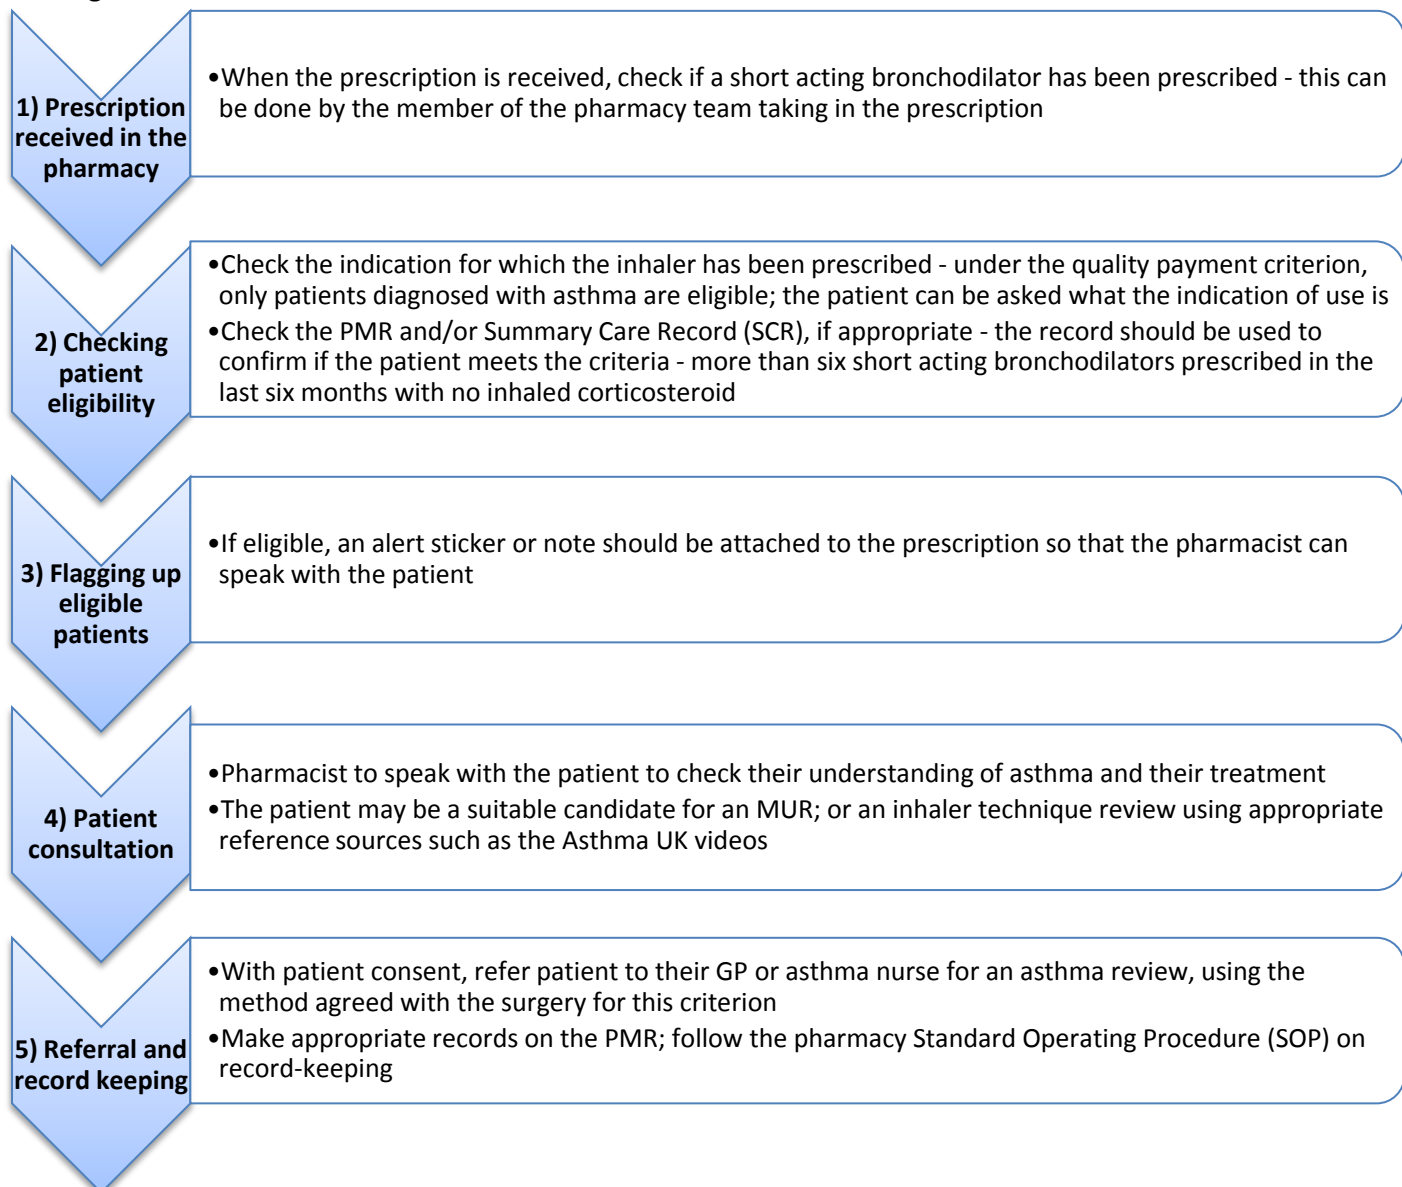 1) Prescription
received in the
pharmacy
•When the prescription is received, check if a short acting bronchodilator has been prescribed - this can
be done by the member of the pharmacy team taking in the prescription
2) Checking
patient
eligibility
•Check the indication for which the inhaler has been prescribed - under the quality payment criterion,
only patients diagnosed with asthma are eligible; the patient can be asked what the indication of use is
•Check the PMR and/or Summary Care Record (SCR), if appropriate - the record should be used to
confirm if the patient meets the criteria - more than six short acting bronchodilators prescribed in the
last six months with no inhaled corticosteroid
3) Flagging up
eligible
patients
•If eligible, an alert sticker or note should be attached to the prescription so that the pharmacist can
speak with the patient
4) Patient
consultation
•Pharmacist to speak with the patient to check their understanding of asthma and their treatment
•The patient may be a suitable candidate for an MUR; or an inhaler technique review using appropriate
reference sources such as the Asthma UK videos
5) Referral and
record keeping
•With patient consent, refer patient to their GP or asthma nurse for an asthma review, using the
method agreed with the surgery for this criterion
•Make appropriate records on the PMR; follow the pharmacy Standard Operating Procedure (SOP) on
record-keeping